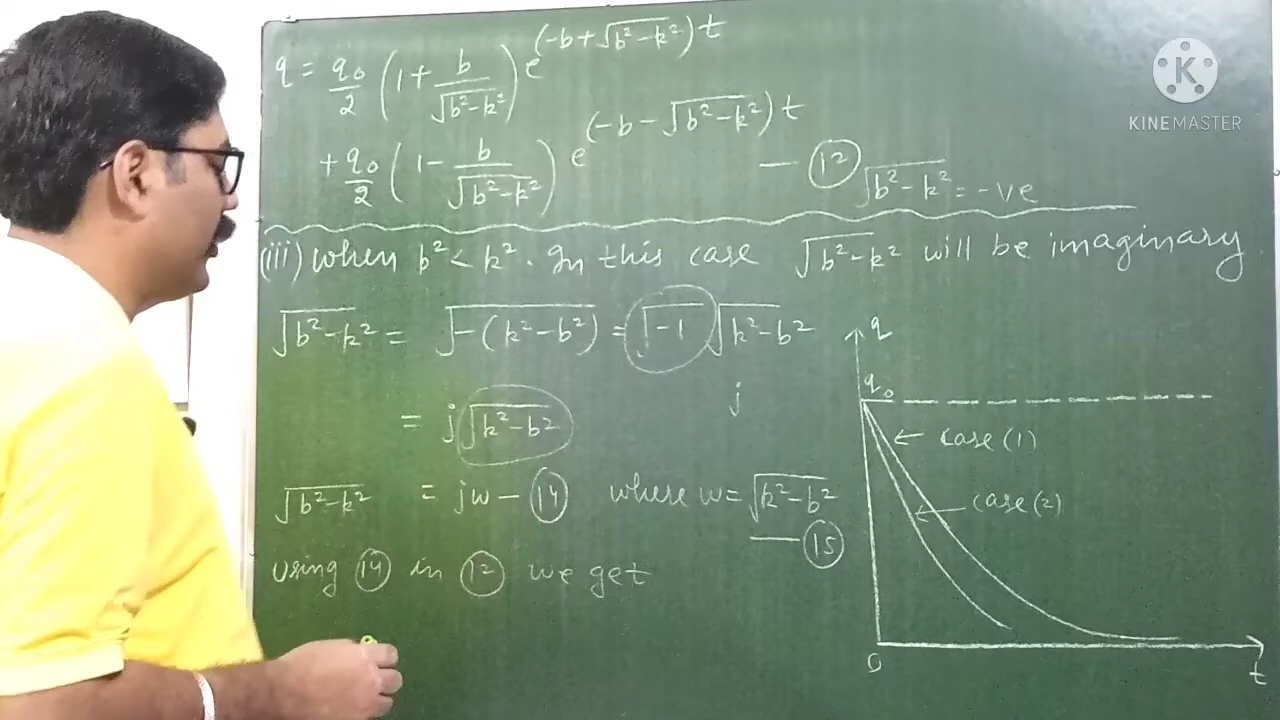 q = q₀/2 (1 + b/√(b²-k²)) e^(-b+√(b²-k²))t
+ q₀/2 (1 - b/√(b²-k²)) e^(-b-√(b²-k²))t — (12)
√(b²-k²) = -ve
(iii) When b² < k². In this case √(b²-k²) will be imaginary
√(b²-k²) = √(-(k²-b²)) = √-1 √(k²-b²)
j
= j√(k²-b²)
√(b²-k²) = jw — (14) where w = √(k²-b²)
— (15)
using (14) in (12) we get
q
q₀
case (1)
case (2)
0
t
K
KINEMASTER